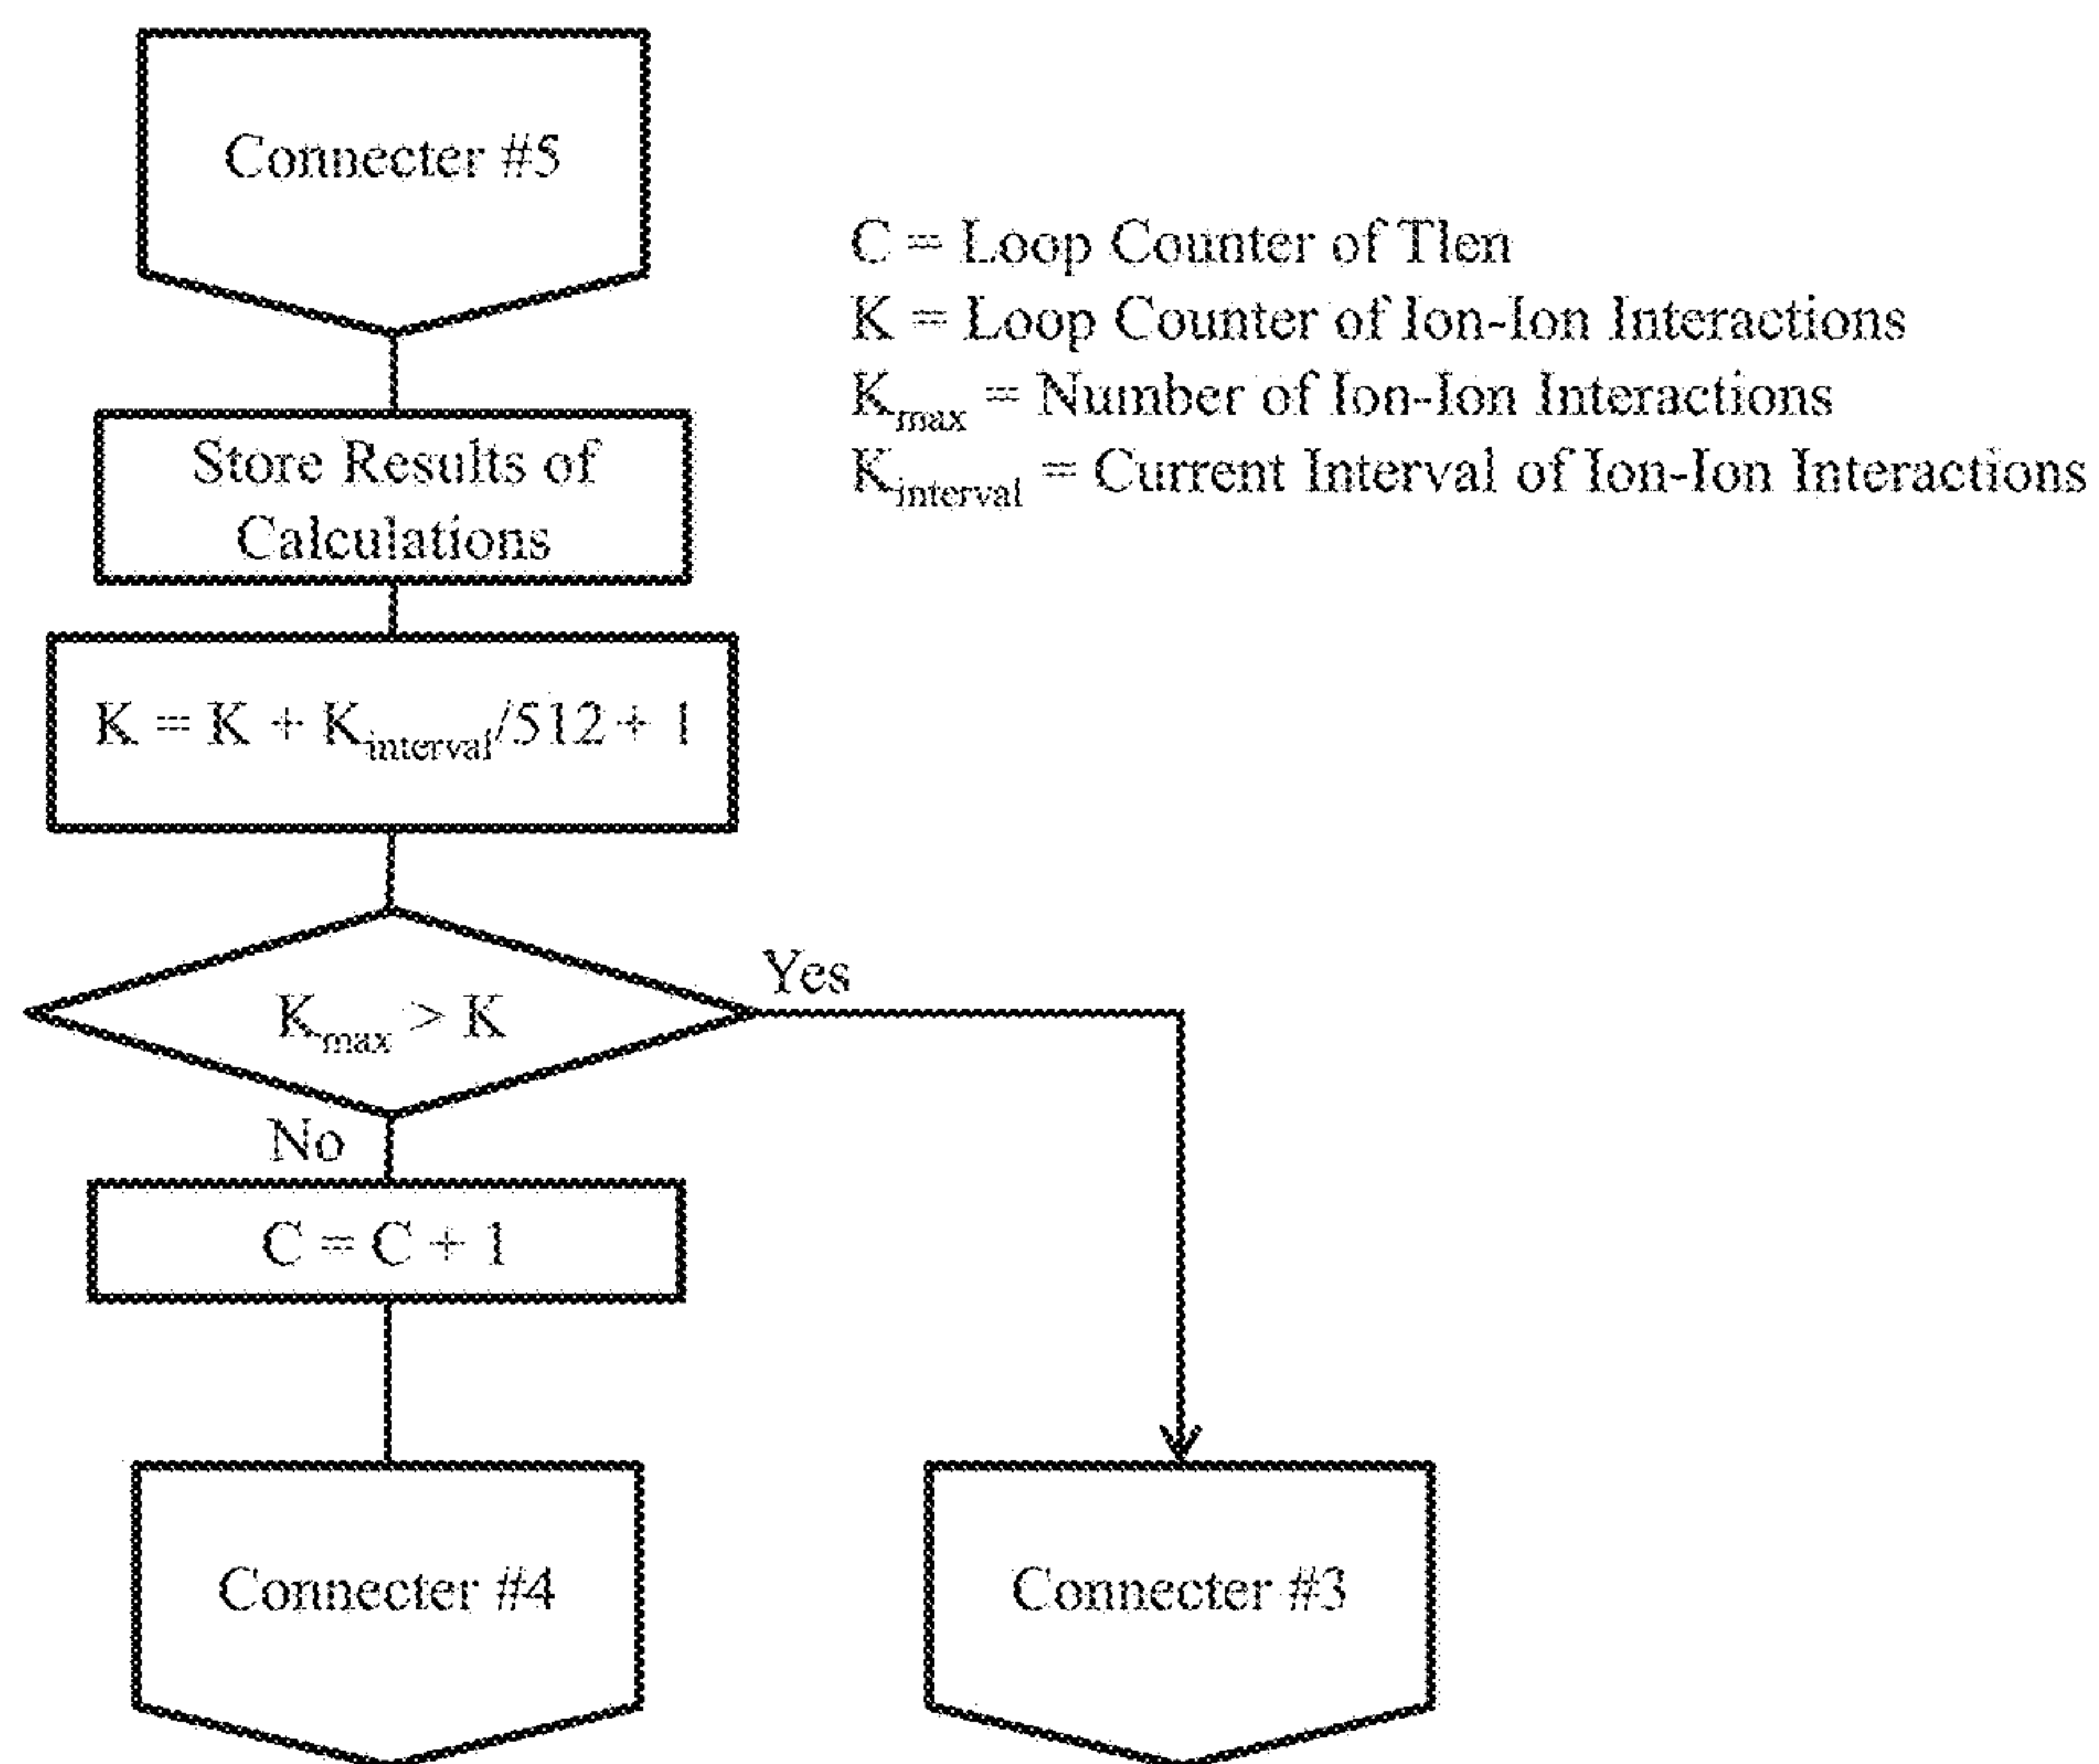 Connecter #5
C = Loop Counter of Tlen
K = Loop Counter of Ion-Ion Interactions
Kmax = Number of Ion-Ion Interactions
Kinterval = Current Interval of Ion-Ion Interactions
Store Results of
Calculations
K = K + Kinterval/512 + 1
Yes
Kmax > K
No
C = C + 1
Connecter #4
Connecter #3